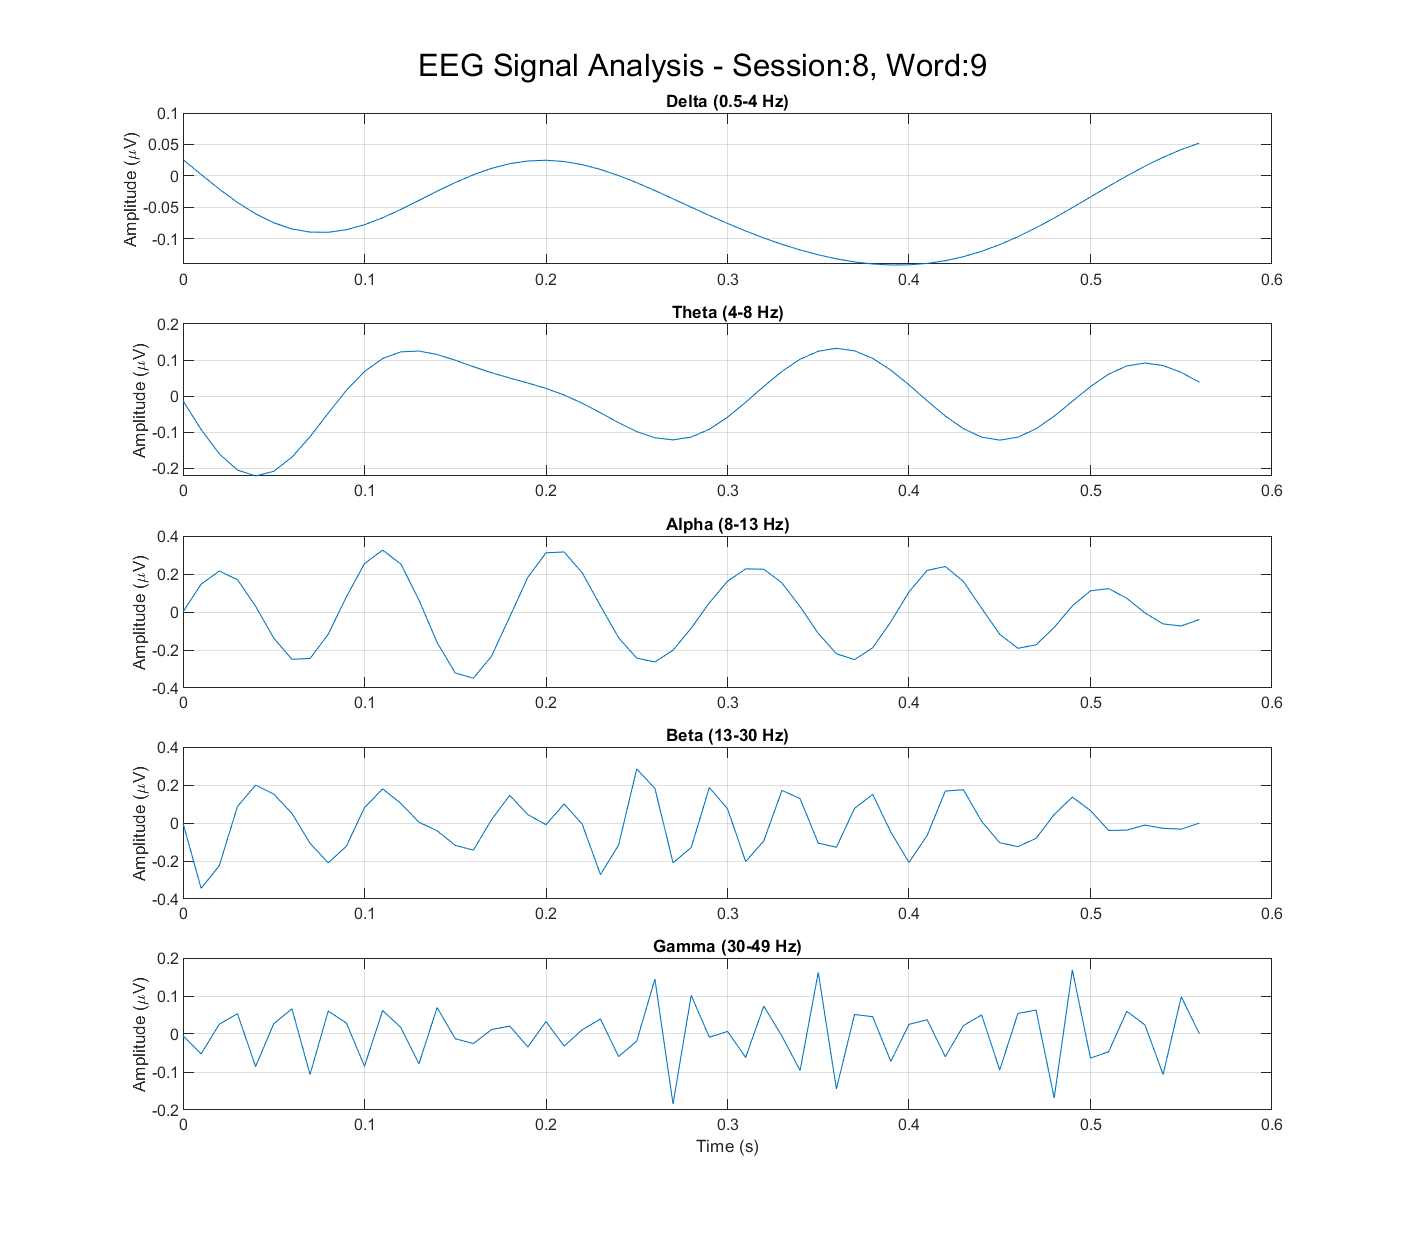 EEG Signal Analysis - Session:8, Word:9
Delta (0.5-4 Hz)
Amplitude (μV)
0.1
0.05
0
-0.05
-0.1
0 0.1 0.2 0.3 0.4 0.5 0.6
Theta (4-8 Hz)
Amplitude (μV)
0.2
0.1
0
-0.1
-0.2
0 0.1 0.2 0.3 0.4 0.5 0.6
Alpha (8-13 Hz)
Amplitude (μV)
0.4
0.2
0
-0.2
-0.4
0 0.1 0.2 0.3 0.4 0.5 0.6
Beta (13-30 Hz)
Amplitude (μV)
0.4
0.2
0
-0.2
-0.4
0 0.1 0.2 0.3 0.4 0.5 0.6
Gamma (30-49 Hz)
Amplitude (μV)
0.2
0.1
0
-0.1
-0.2
0 0.1 0.2 0.3 0.4 0.5 0.6
Time (s)